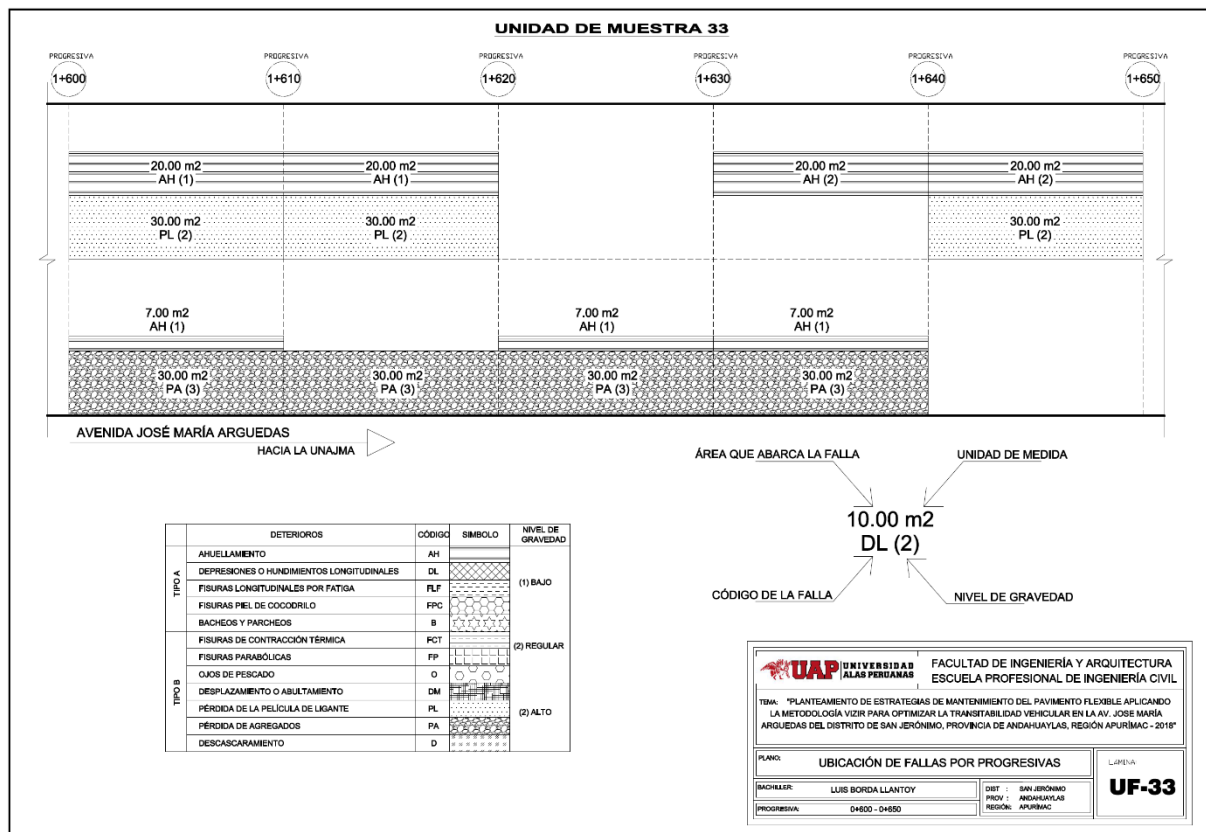 UNIDAD DE MUESTRA 33
PROGRESIVA PROGRESIVA PROGRESIVA PROGRESIVA PROGRESIVA PROGRESIVA
1+600 1+610 1+620 1+630 1+640 1+650
20.00 m2 20.00 m2 20.00 m2 20.00 m2
AH (1) AH (1) AH (2) AH (2)
30.00 m2 30.00 m2 30.00 m2
PL (2) PL (2) PL (2)
7.00 m2 7.00 m2 7.00 m2
AH (1) AH (1) AH (1)
30.00 m2 30.00 m2 30.00 m2 30.00 m2
PA (3) PA (3) PA (3) PA (3)
AVENIDA JOSÉ MARÍA ARGUEDAS
HACIA LA UNAJMA
ÁREA QUE ABARCA LA FALLA UNIDAD DE MEDIDA
10.00 m2
DL (2)
CÓDIGO DE LA FALLA NIVEL DE GRAVEDAD
DETERIOROS CÓDIGO SIMBOLO NIVEL DE GRAVEDAD
TIPO A
AHUELLAMIENTO AH
DEPRESIONES O HUNDIMIENTOS LONGITUDINALES DL
(1) BAJO
FISURAS LONGITUDINALES POR FATIGA FLF
FISURAS PIEL DE COCODRILO FPC
BACHEOS Y PARCHEOS B
TIPO B
FISURAS DE CONTRACCIÓN TÉRMICA FCT
(2) REGULAR
FISURAS PARABÓLICAS FP
OJOS DE PESCADO O
DESPLAZAMIENTO O ABULTAMIENTO DM
PÉRDIDA DE LA PELÍCULA DE LIGANTE PL
(2) ALTO
PÉRDIDA DE AGREGADOS PA
DESCASCARAMIENTO D
UAP UNIVERSIDAD ALAS PERUANAS
FACULTAD DE INGENIERÍA Y ARQUITECTURA
ESCUELA PROFESIONAL DE INGENIERÍA CIVIL
TEMA: "PLANTEAMIENTO DE ESTRATEGIAS DE MANTENIMIENTO DEL PAVIMENTO FLEXIBLE APLICANDO
LA METODOLOGÍA VIZIR PARA OPTIMIZAR LA TRANSITABILIDAD VEHICULAR EN LA AV. JOSE MARÍA
ARGUEDAS DEL DISTRITO DE SAN JERÓNIMO, PROVINCIA DE ANDAHUAYLAS, REGIÓN APURÍMAC - 2018"
PLANO: UBICACIÓN DE FALLAS POR PROGRESIVAS
LAMINA:
UF-33
BACHILLER: LUIS BORDA LLANTOY
DIST : SAN JERÓNIMO
PROV : ANDAHUAYLAS
REGIÓN: APURÍMAC
PROGRESIVA: 0+600 - 0+650